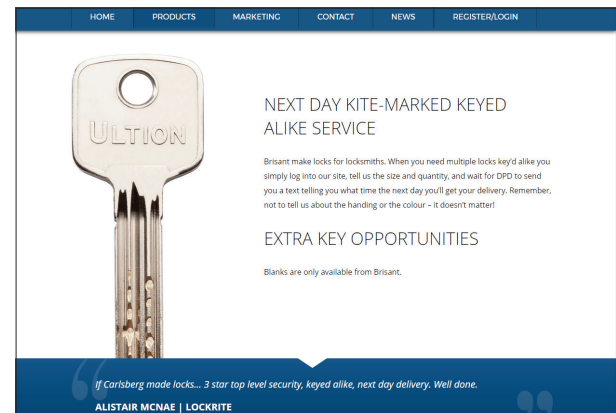 HOME PRODUCTS MARKETING CONTACT NEWS REGISTER/LOGIN
ULTION
NEXT DAY KITE-MARKED KEYED
ALIKE SERVICE
Brisant make locks for locksmiths. When you need multiple locks key'd alike you
simply log into our site, tell us the size and quantity, and wait for DPD to send
you a text telling you what time the next day you'll get your delivery. Remember,
not to tell us about the handing or the colour – it doesn't matter!
EXTRA KEY OPPORTUNITIES
Blanks are only available from Brisant.
If Carlsberg made locks... 3 star top level security, keyed alike, next day delivery. Well done.
ALISTAIR MCNAE | LOCKRITE